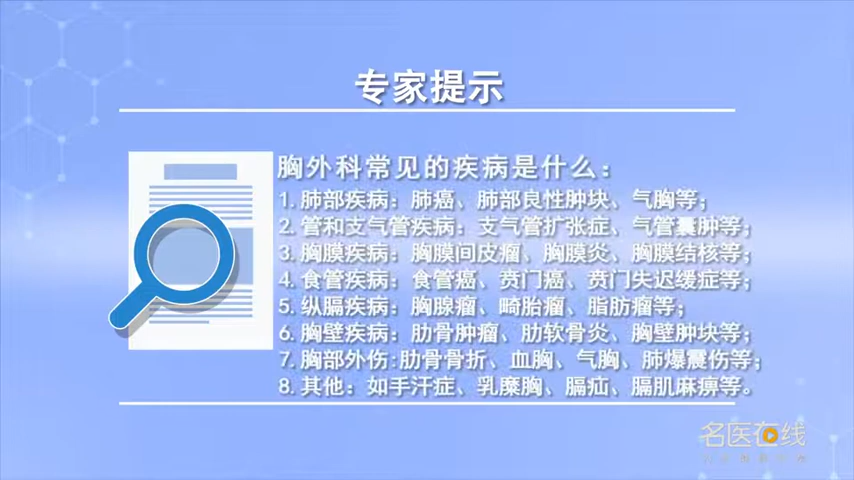 专家提示
胸外科常见的疾病是什么：
1.肺部疾病：肺癌、肺部良性肿块、气胸等；
2.管和支气管疾病：支气管扩张症、气管囊肿等；
3.胸膜疾病：胸膜间皮瘤、胸膜炎、胸膜结核等；
4.食管疾病：食管癌、贲门癌、贲门失迟缓症等；
5.纵膈疾病：胸腺瘤、畸胎瘤、脂肪瘤等；
6.胸壁疾病：肋骨肿瘤、肋软骨炎、胸壁肿块等；
7.胸部外伤:肋骨骨折、血胸、气胸、肺爆震伤等；
8.其他：如手汗症、乳糜胸、膈疝、膈肌麻痹等。
名医在线